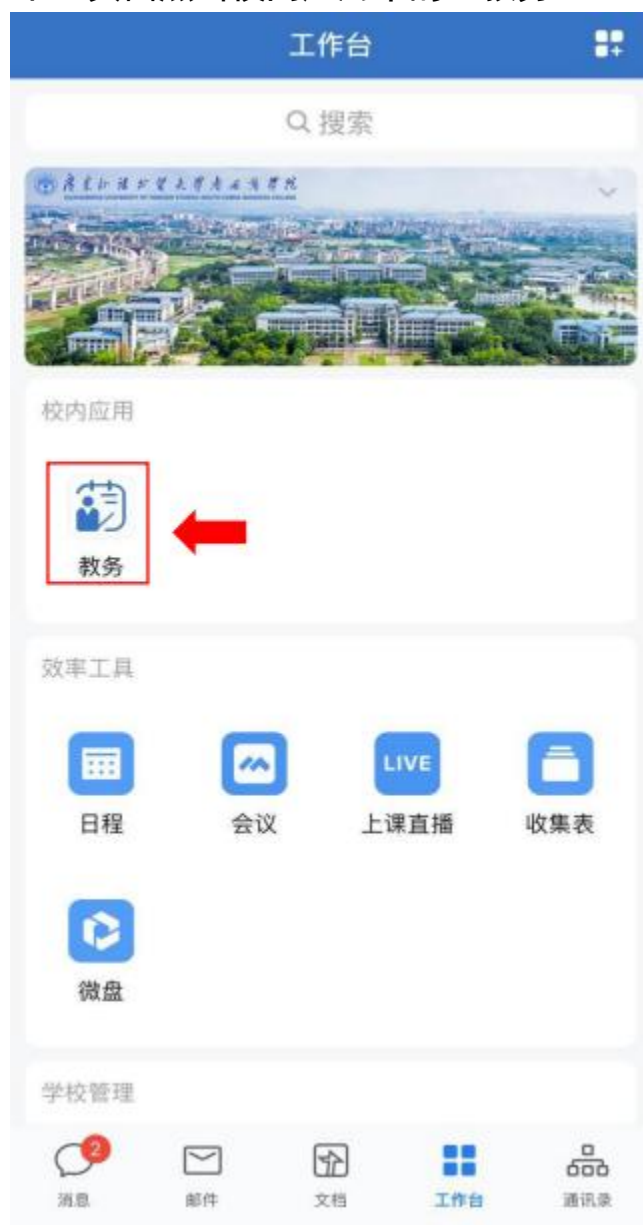 工作台
搜索
校内应用
教务
效率工具
日程
会议
LIVE
上课直播
收集表
微盘
学校管理
2
消息
邮件
文档
工作台
通讯录